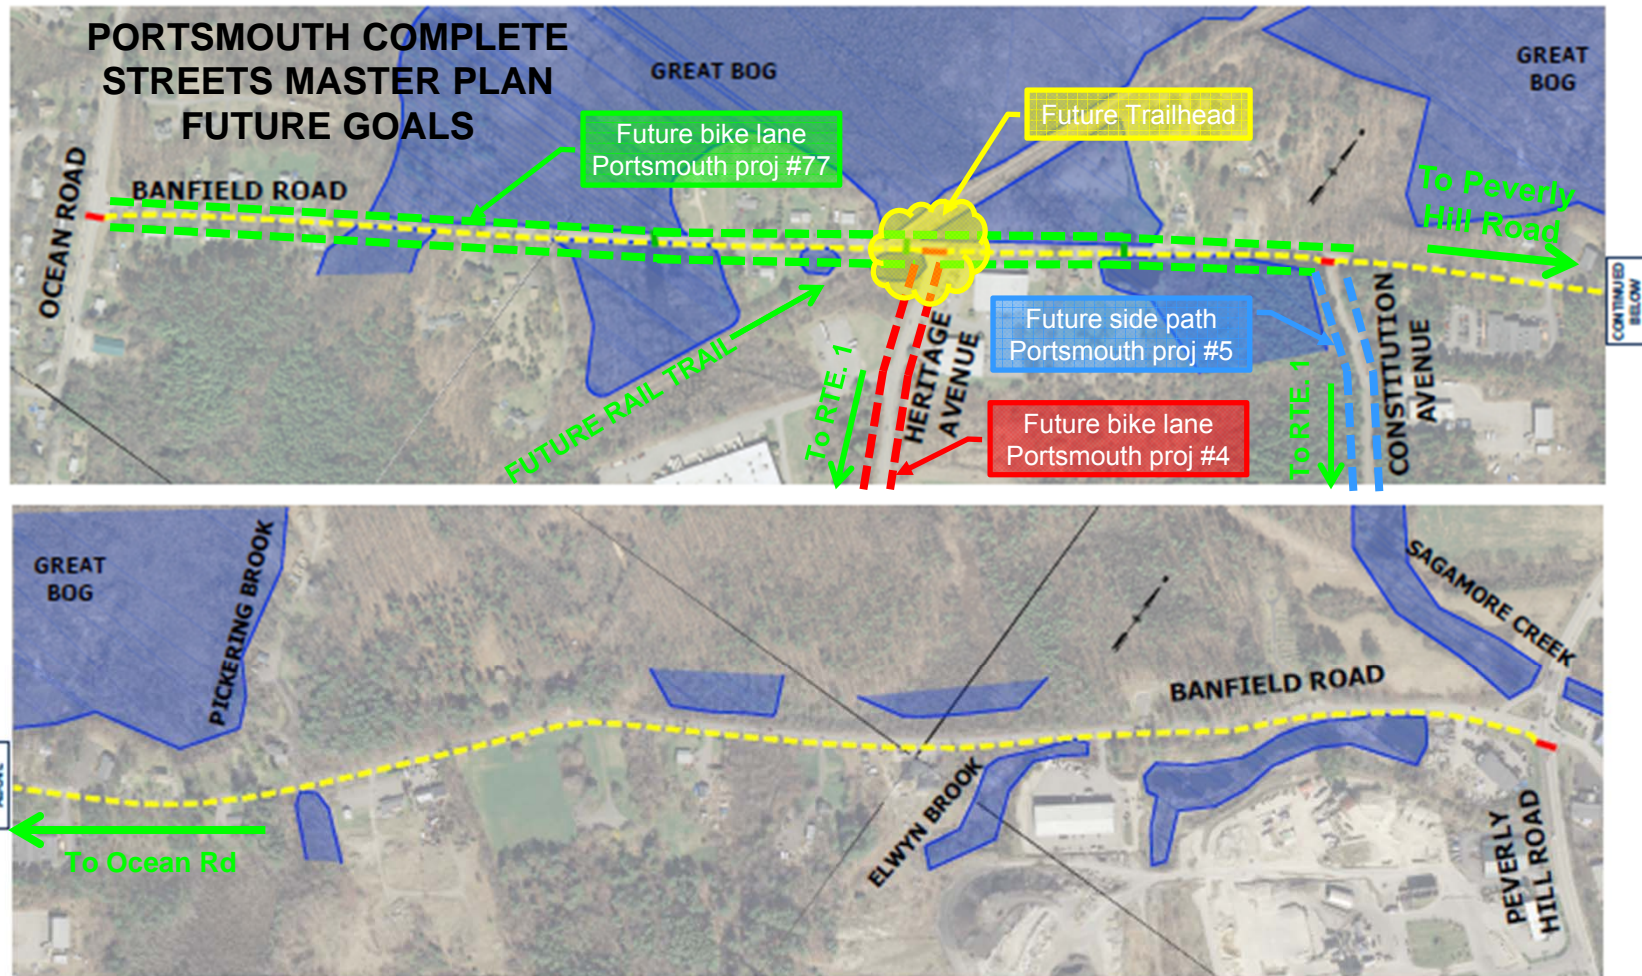 PORTSMOUTH COMPLETE
STREETS MASTER PLAN
FUTURE GOALS
GREAT BOG
GREAT
BOG
Future bike lane
Portsmouth proj #77
Future Trailhead
BANFIELD ROAD
OCEAN ROAD
To Peverly
Hill Road
CONTINUED
BELOW
FUTURE RAIL TRAIL
To RTE. 1
HERITAGE
AVENUE
Future side path
Portsmouth proj #5
Future bike lane
Portsmouth proj #4
To RTE. 1
CONSTITUTION
AVENUE
GREAT
BOG
PICKERING BROOK
SAGAMORE CREEK
BANFIELD ROAD
ELWYN BROOK
PEVERLY
HILL ROAD
To Ocean Rd